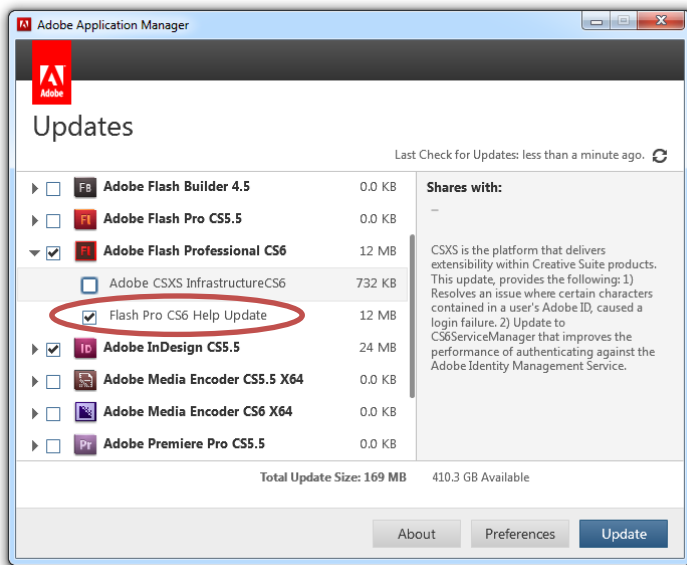 Adobe Application Manager
Adobe
Updates
Last Check for Updates: less than a minute ago.
Fb Adobe Flash Builder 4.5 0.0 KB
Fl Adobe Flash Pro CS5.5 0.0 KB
Fl Adobe Flash Professional CS6 12 MB
Adobe CSXS InfrastructureCS6 732 KB
Flash Pro CS6 Help Update 12 MB
ID Adobe InDesign CS5.5 24 MB
Adobe Media Encoder CS5.5 X64 0.0 KB
Adobe Media Encoder CS6 X64 0.0 KB
Pr Adobe Premiere Pro CS5.5 0.0 KB
Shares with:
–
CSXS is the platform that delivers
extensibility within Creative Suite products.
This update, provides the following: 1)
Resolves an issue where certain characters
contained in a user's Adobe ID, caused a
login failure. 2) Update to
CS6ServiceManager that improves the
performance of authenticating against the
Adobe Identity Management Service.
Total Update Size: 169 MB 410.3 GB Available
About Preferences Update